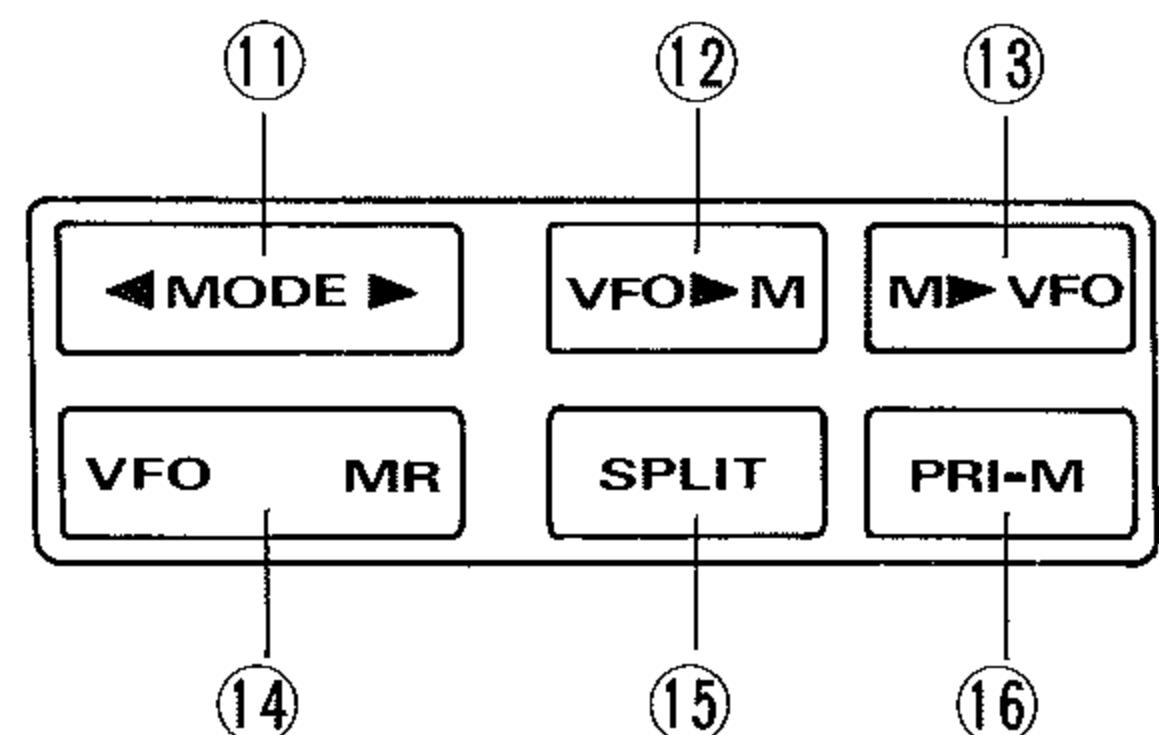 ⑪ ⑫ ⑬
◀MODE▶ VFO▶M M▶VFO
VFO MR SPLIT PRI-M
⑭ ⑮ ⑯